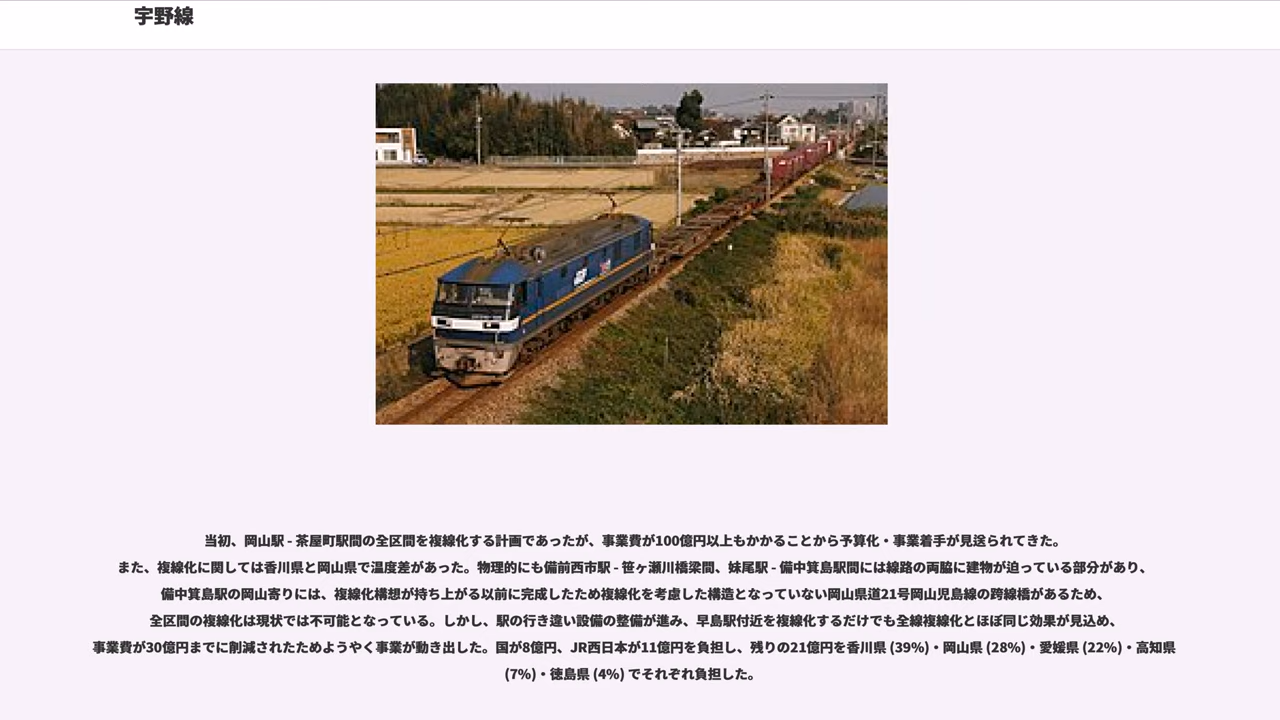 宇野線
当初、岡山駅 - 茶屋町駅間の全区間を複線化する計画であったが、事業費が100億円以上もかかることから予算化・事業着手が見送られてきた。
また、複線化に関しては香川県と岡山県で温度差があった。物理的にも備前西市駅 - 笹ヶ瀬川橋梁間、妹尾駅 - 備中箕島駅間には線路の両脇に建物が迫っている部分があり、
備中箕島駅の岡山寄りには、複線化構想が持ち上がる以前に完成したため複線化を考慮した構造となっていない岡山県道21号岡山児島線の跨線橋があるため、
全区間の複線化は現状では不可能となっている。しかし、駅の行き違い設備の整備が進み、早島駅付近を複線化するだけでも全線複線化とほぼ同じ効果が見込め、
事業費が30億円までに削減されたためようやく事業が動き出した。国が8億円、JR西日本が11億円を負担し、残りの21億円を香川県 (39%)・岡山県 (28%)・愛媛県 (22%)・高知県
(7%)・徳島県 (4%) でそれぞれ負担した。